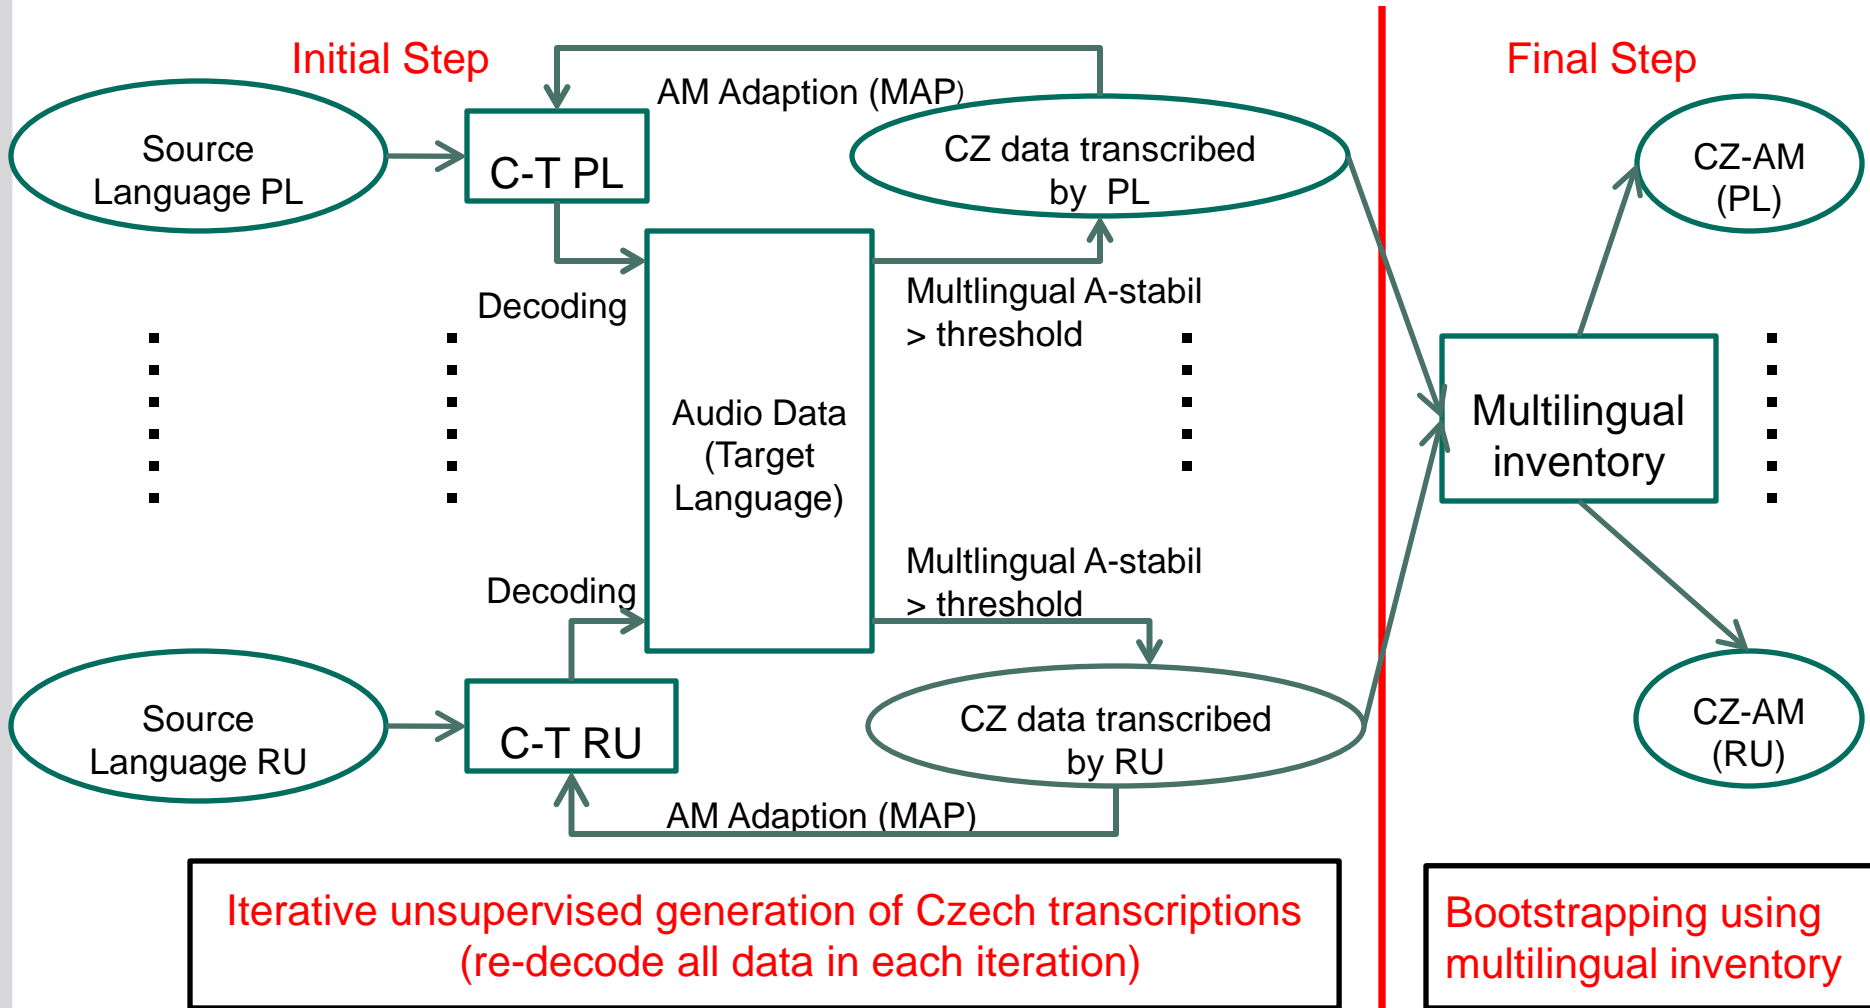 Initial Step
Final Step
AM Adaption (MAP)
Source
Language PL
C-T PL
CZ data transcribed
by PL
CZ-AM
(PL)
Decoding
Multlingual A-stabil
> threshold
Audio Data
(Target
Language)
Multilingual
inventory
Multlingual A-stabil
> threshold
Decoding
Source
Language RU
C-T RU
CZ data transcribed
by RU
CZ-AM
(RU)
AM Adaption (MAP)
Iterative unsupervised generation of Czech transcriptions
(re-decode all data in each iteration)
Bootstrapping using
multilingual inventory